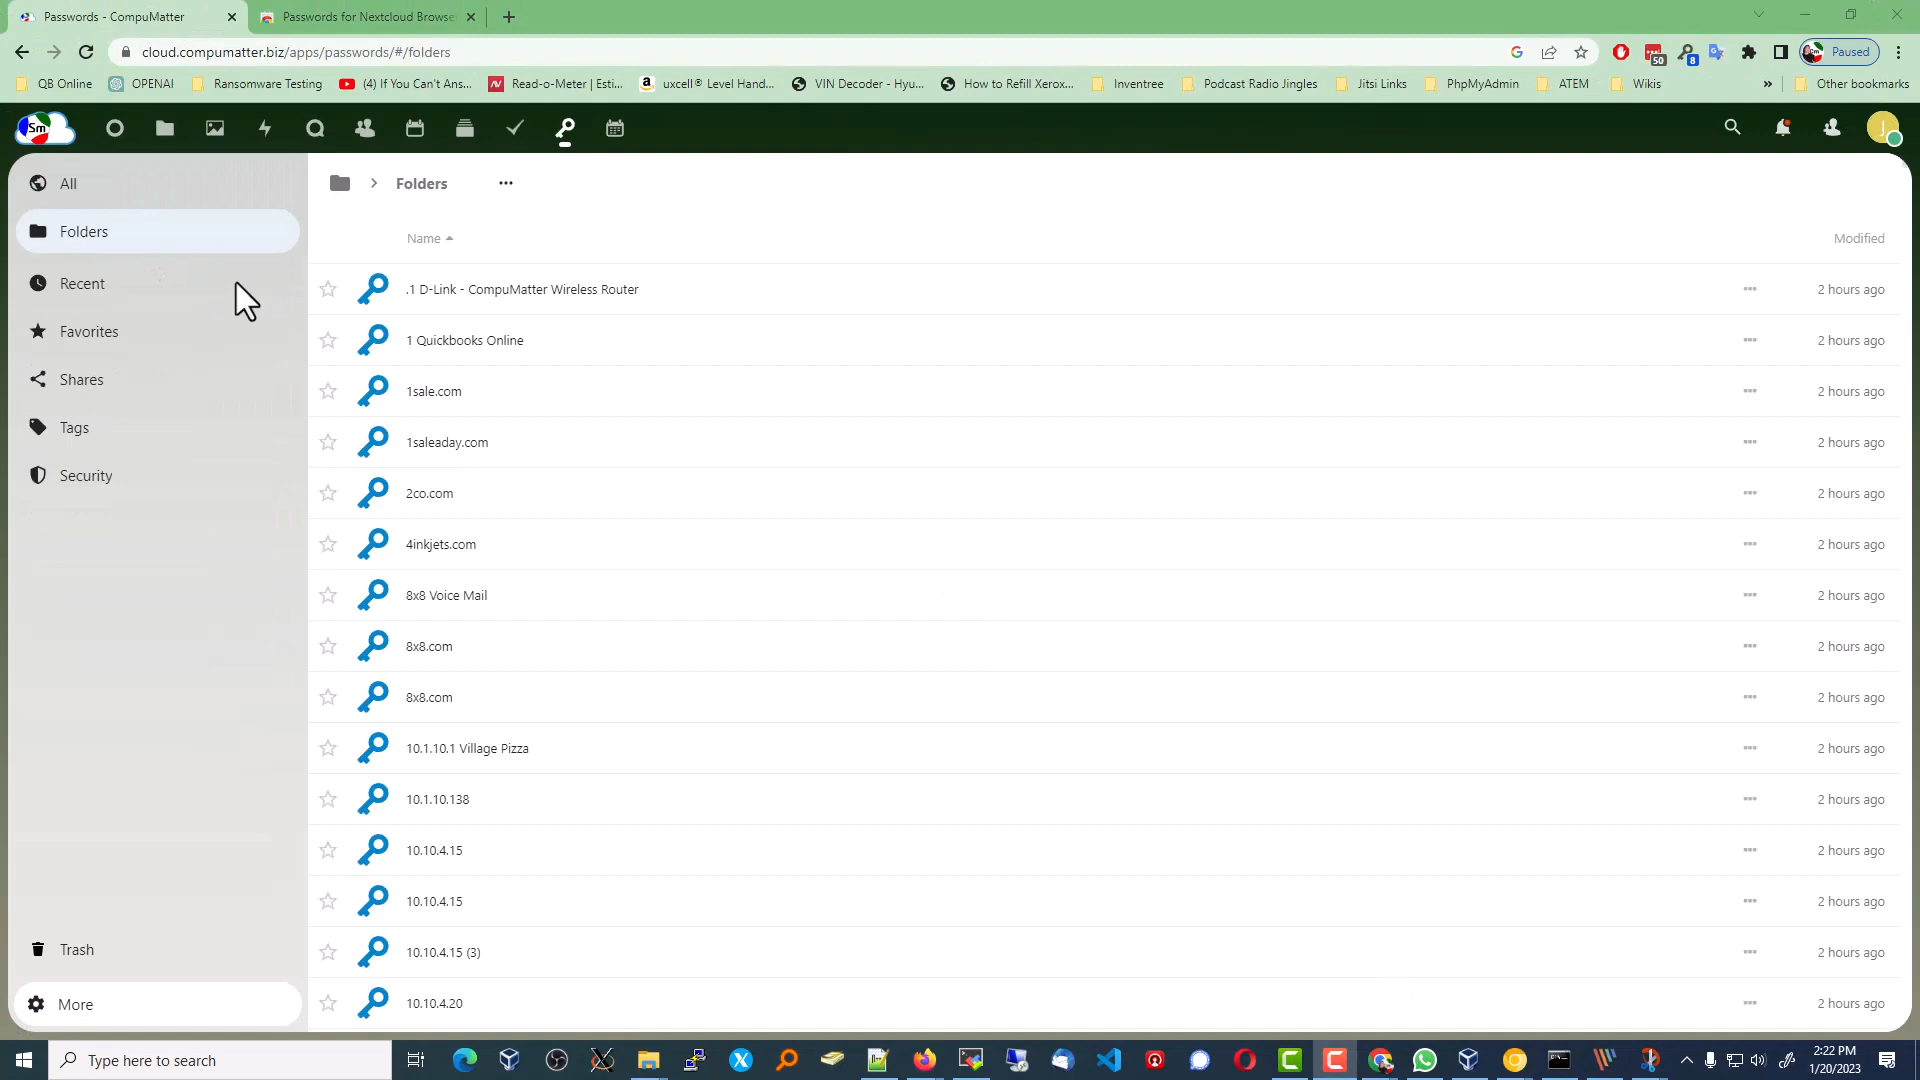 Passwords - CompuMatter
Passwords for Nextcloud Browse
cloud.compumatter.biz/apps/passwords/#/folders
50
8
Paused
QB Online
OPENAI
Ransomware Testing
(4) If You Can't Ans...
Read-o-Meter | Esti...
uxcell® Level Hand...
VIN Decoder - Hyu...
How to Refill Xerox...
Inventree
Podcast Radio Jingles
Jitsi Links
PhpMyAdmin
ATEM
Wikis
»
Other bookmarks
Sm
J
All
Folders
Recent
Favorites
Shares
Tags
Security
Trash
More
Folders
Name
Modified
.1 D-Link - CompuMatter Wireless Router
2 hours ago
1 Quickbooks Online
2 hours ago
1sale.com
2 hours ago
1saleaday.com
2 hours ago
2co.com
2 hours ago
4inkjets.com
2 hours ago
8x8 Voice Mail
2 hours ago
8x8.com
2 hours ago
8x8.com
2 hours ago
10.1.10.1 Village Pizza
2 hours ago
10.1.10.138
2 hours ago
10.10.4.15
2 hours ago
10.10.4.15
2 hours ago
10.10.4.15 (3)
2 hours ago
10.10.4.20
2 hours ago
Type here to search
2:22 PM
1/20/2023